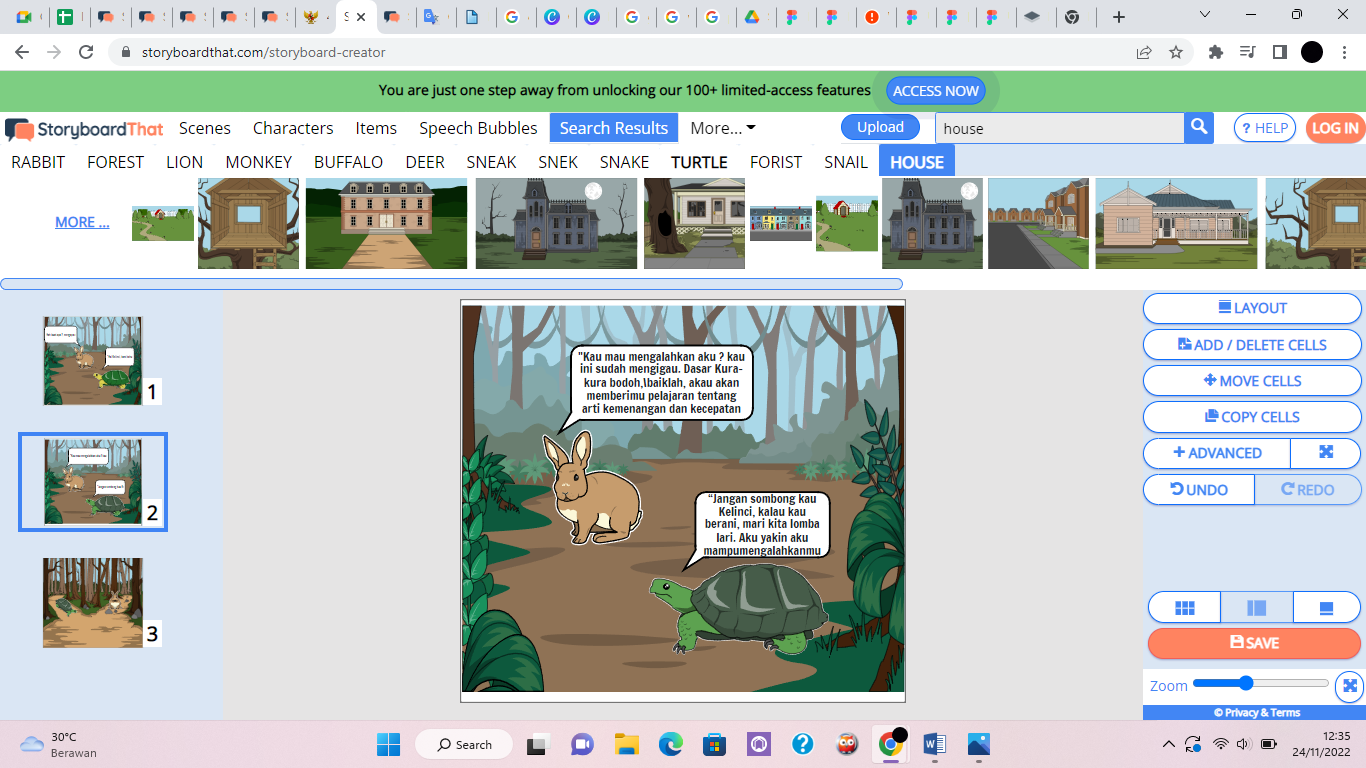 storyboardthat.com/storyboard-creator
You are just one step away from unlocking our 100+ limited-access features ACCESS NOW
StoryboardThat Scenes Characters Items Speech Bubbles Search Results More... Upload house ? HELP LOG IN
RABBIT FOREST LION MONKEY BUFFALO DEER SNEAK SNEK SNAKE TURTLE FORIST SNAIL HOUSE
MORE ...
1
2
3
"Kau mau mengalahkan aku ? kau
ini sudah mengigau. Dasar Kura-
kura bodoh,\baiklah, akau akan
memberimu pelajaran tentang
arti kemenangan dan kecepatan
“Jangan sombong kau
Kelinci, kalau kau
berani, mari kita lomba
lari. Aku yakin aku
mampumengalahkanmu
LAYOUT
ADD / DELETE CELLS
MOVE CELLS
COPY CELLS
ADVANCED
UNDO REDO
SAVE
Zoom
© Privacy & Terms
30°C
Berawan
Search
12:35
24/11/2022